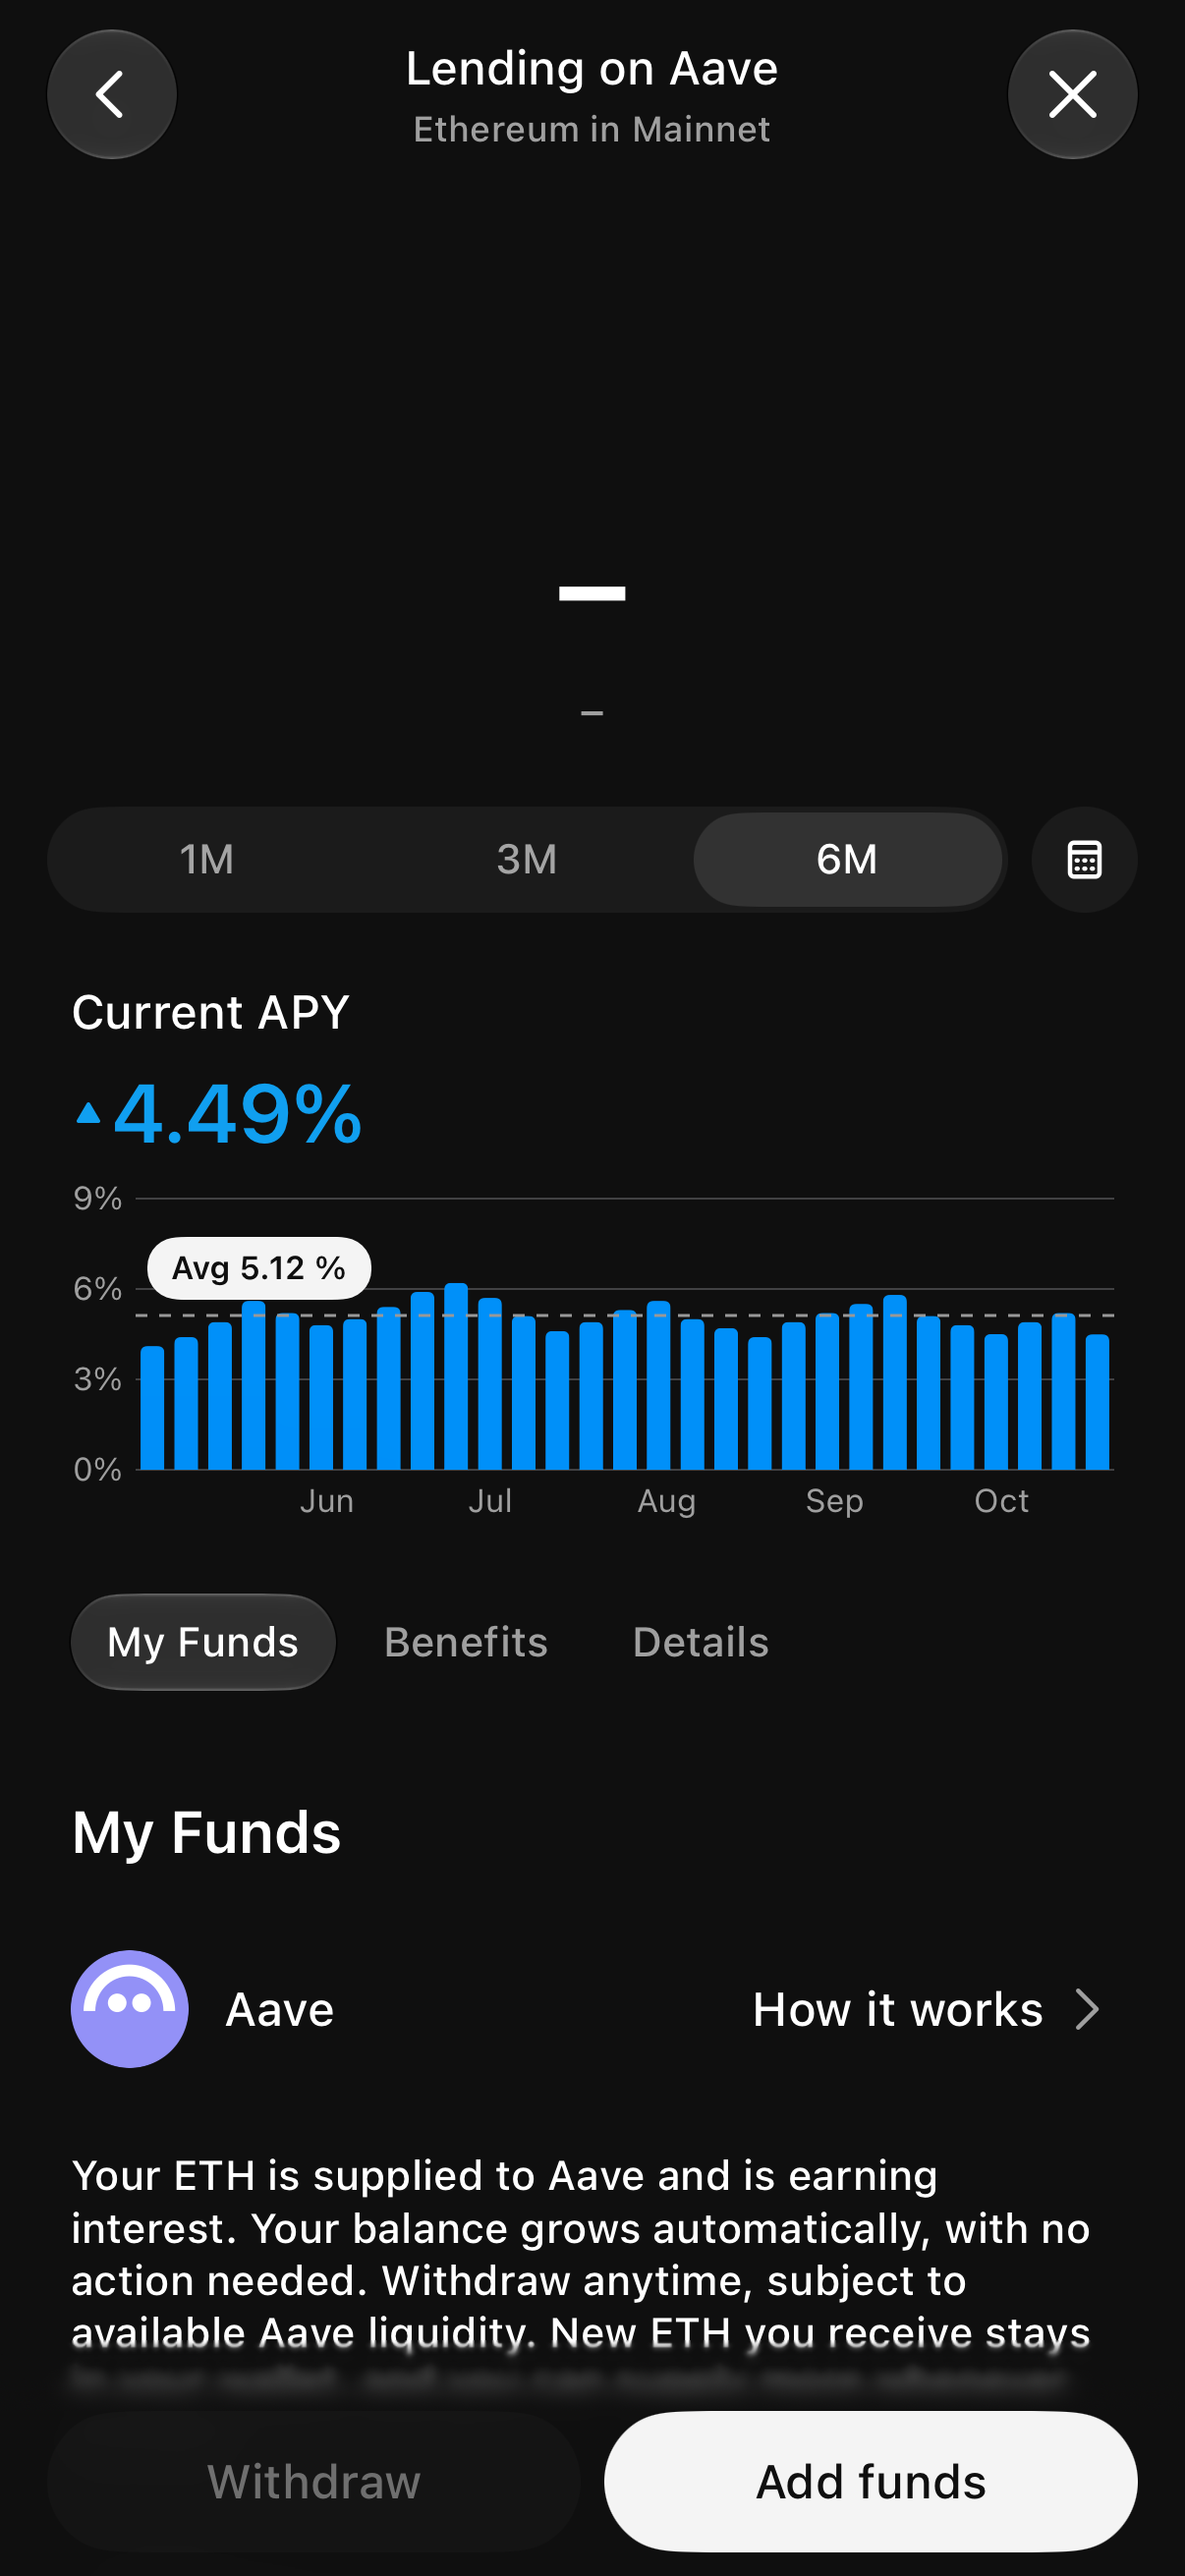 Lending on Aave
Ethereum in Mainnet
–
–
1M 3M 6M
Current APY
▲4.49%
9%
Avg 5.12 %
6%
3%
0%
Jun Jul Aug Sep Oct
My Funds Benefits Details
My Funds
Aave How it works
Your ETH is supplied to Aave and is earning
interest. Your balance grows automatically, with no
action needed. Withdraw anytime, subject to
available Aave liquidity. New ETH you receive stays
Withdraw Add funds